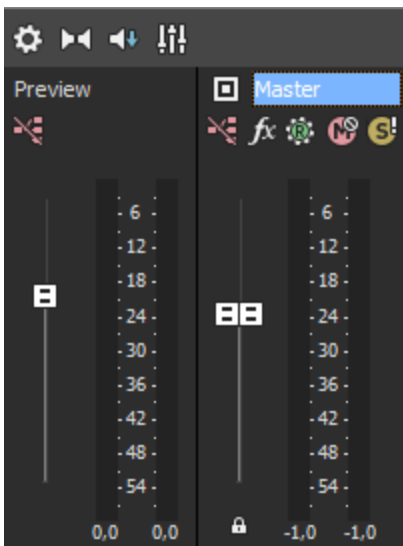 Preview
Master
fx
R
M
S!
- 6 -
- 12 -
- 18 -
- 24 -
- 30 -
- 36 -
- 42 -
- 48 -
- 54 -
0,0 0,0
- 6 -
- 12 -
- 18 -
- 24 -
- 30 -
- 36 -
- 42 -
- 48 -
- 54 -
-1,0 -1,0